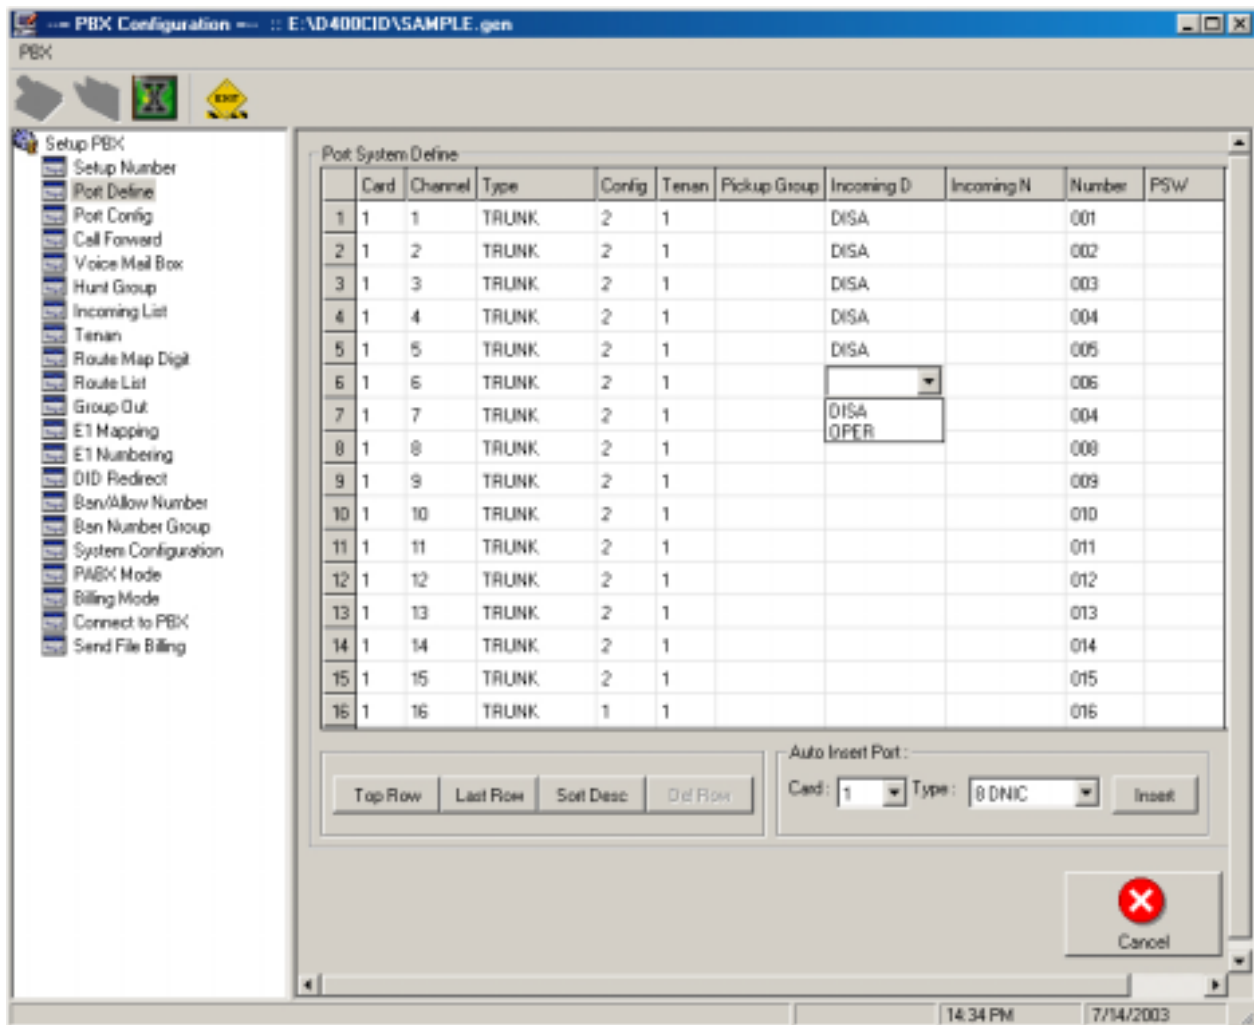 --= PBX Configuration =-- :: E:\D400CID\SAMPLE.gen
PBX
EXIT
Setup PBX
Setup Number
Port Define
Port Config
Call Forward
Voice Mail Box
Hunt Group
Incoming List
Tenan
Route Map Digit
Route List
Group Out
E1 Mapping
E1 Numbering
DID Redirect
Ban/Allow Number
Ban Number Group
System Configuration
PABX Mode
Billing Mode
Connect to PBX
Send File Billing
Port System Define
Card Channel Type Config Tenan Pickup Group Incoming D Incoming N Number PSW
1 1 1 TRUNK 2 1 DISA 001
2 1 2 TRUNK 2 1 DISA 002
3 1 3 TRUNK 2 1 DISA 003
4 1 4 TRUNK 2 1 DISA 004
5 1 5 TRUNK 2 1 DISA 005
6 1 6 TRUNK 2 1 006
7 1 7 TRUNK 2 1 DISA 004
OPER
8 1 8 TRUNK 2 1 008
9 1 9 TRUNK 2 1 009
10 1 10 TRUNK 2 1 010
11 1 11 TRUNK 2 1 011
12 1 12 TRUNK 2 1 012
13 1 13 TRUNK 2 1 013
14 1 14 TRUNK 2 1 014
15 1 15 TRUNK 2 1 015
16 1 16 TRUNK 1 1 016
Top Row Last Row Sort Desc Del Row
Auto Insert Port :
Card : 1 Type : 8 DNIC Insert
Cancel
14:34 PM 7/14/2003